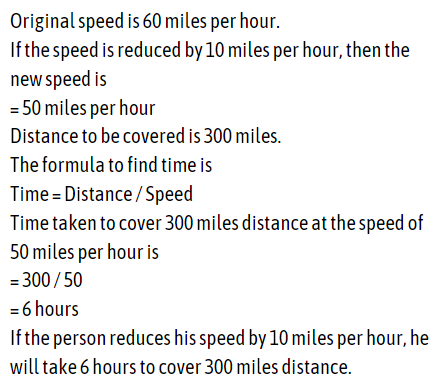 Original speed is 60 miles per hour.
If the speed is reduced by 10 miles per hour, then the
new speed is
= 50 miles per hour
Distance to be covered is 300 miles.
The formula to find time is
Time = Distance / Speed
Time taken to cover 300 miles distance at the speed of
50 miles per hour is
= 300 / 50
= 6 hours
If the person reduces his speed by 10 miles per hour, he
will take 6 hours to cover 300 miles distance.